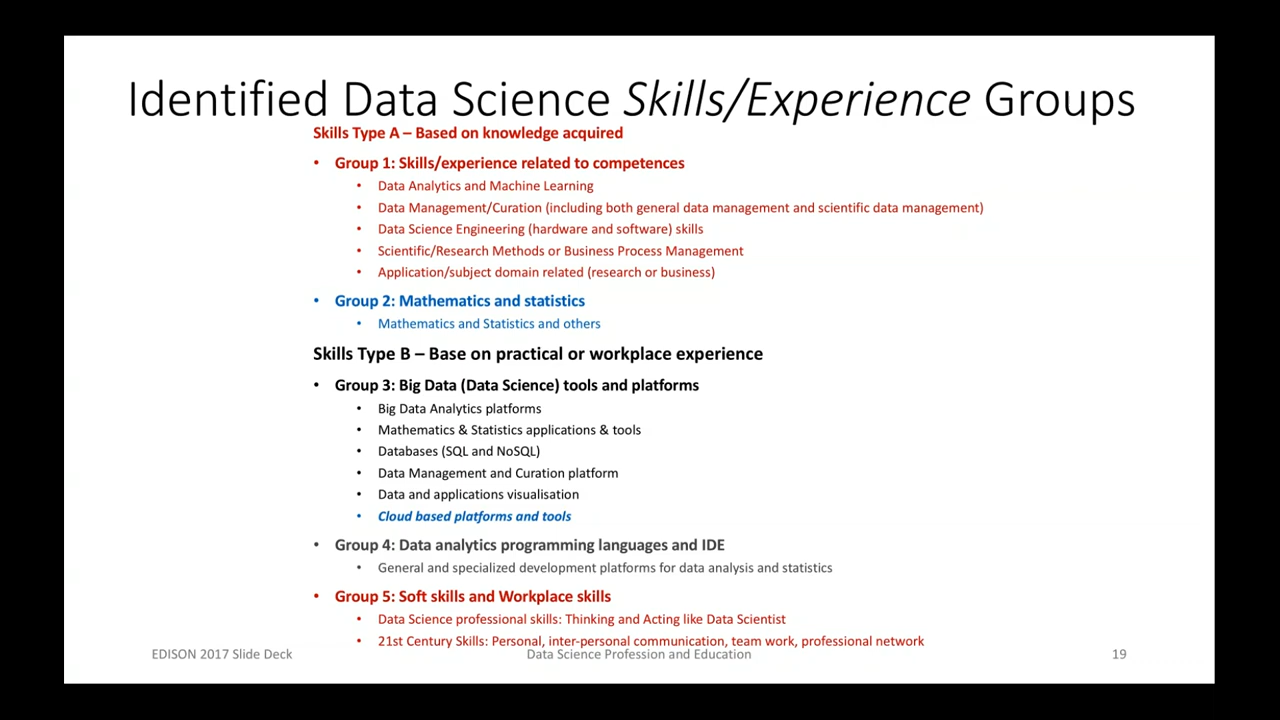 Identified Data Science Skills/Experience Groups
Skills Type A – Based on knowledge acquired
• Group 1: Skills/experience related to competences
• Data Analytics and Machine Learning
• Data Management/Curation (including both general data management and scientific data management)
• Data Science Engineering (hardware and software) skills
• Scientific/Research Methods or Business Process Management
• Application/subject domain related (research or business)
• Group 2: Mathematics and statistics
• Mathematics and Statistics and others
Skills Type B – Base on practical or workplace experience
• Group 3: Big Data (Data Science) tools and platforms
• Big Data Analytics platforms
• Mathematics & Statistics applications & tools
• Databases (SQL and NoSQL)
• Data Management and Curation platform
• Data and applications visualisation
• Cloud based platforms and tools
• Group 4: Data analytics programming languages and IDE
• General and specialized development platforms for data analysis and statistics
• Group 5: Soft skills and Workplace skills
• Data Science professional skills: Thinking and Acting like Data Scientist
• 21st Century Skills: Personal, inter-personal communication, team work, professional network
EDISON 2017 Slide Deck
Data Science Profession and Education
19